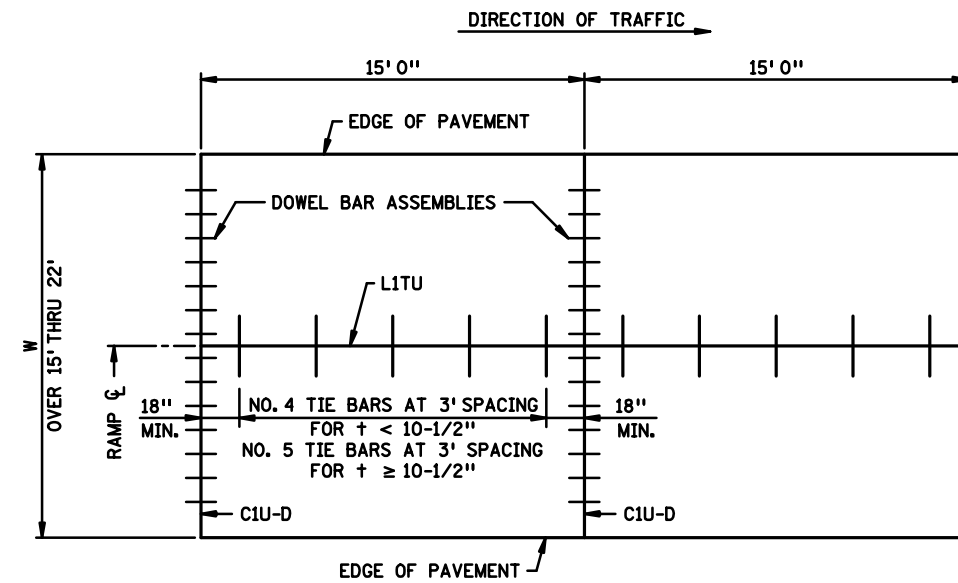 DIRECTION OF TRAFFIC
15' 0"
15' 0"
EDGE OF PAVEMENT
DOWEL BAR ASSEMBLIES
L1TU
W
OVER 15' THRU 22'
RAMP ℄
18"
MIN.
NO. 4 TIE BARS AT 3' SPACING
FOR t < 10-1/2"
NO. 5 TIE BARS AT 3' SPACING
FOR t ≥ 10-1/2"
18"
MIN.
C1U-D
C1U-D
EDGE OF PAVEMENT